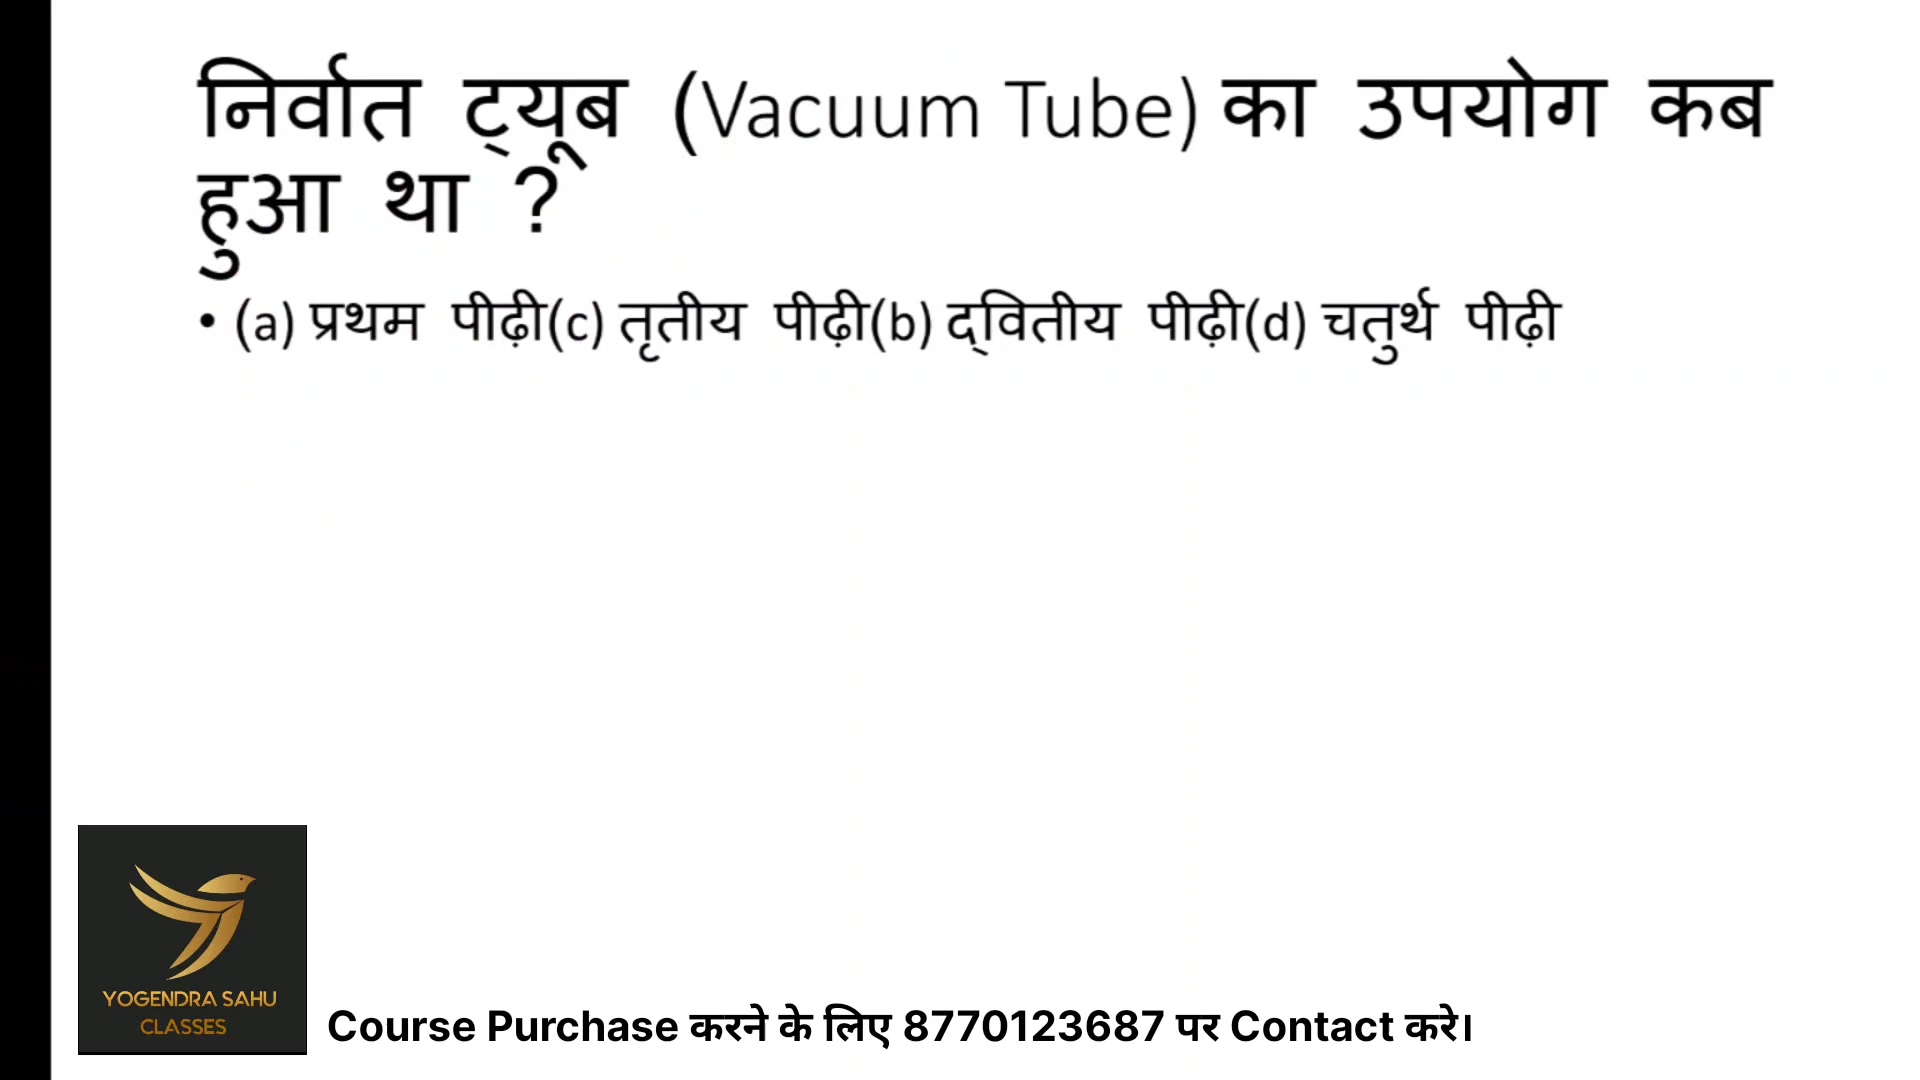 निर्वात ट्यूब (Vacuum Tube) का उपयोग कब
हुआ था ?
• (a) प्रथम पीढ़ी(c) तृतीय पीढ़ी(b) द्वितीय पीढ़ी(d) चतुर्थ पीढ़ी
YOGENDRA SAHU
CLASSES
Course Purchase करने के लिए 8770123687 पर Contact करे।